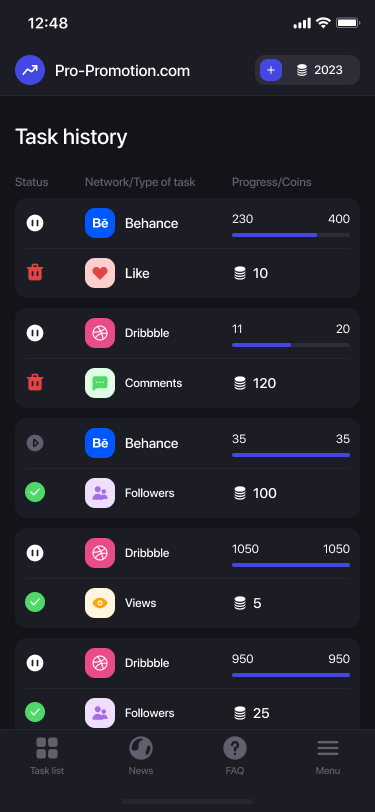 12:48
Pro-Promotion.com
2023
Task history
Status Network/Type of task Progress/Coins
Bē Behance 230 400
Like 10
Dribbble 11 20
Comments 120
Bē Behance 35 35
Followers 100
Dribbble 1050 1050
Views 5
Dribbble 950 950
Followers 25
Task list News FAQ Menu